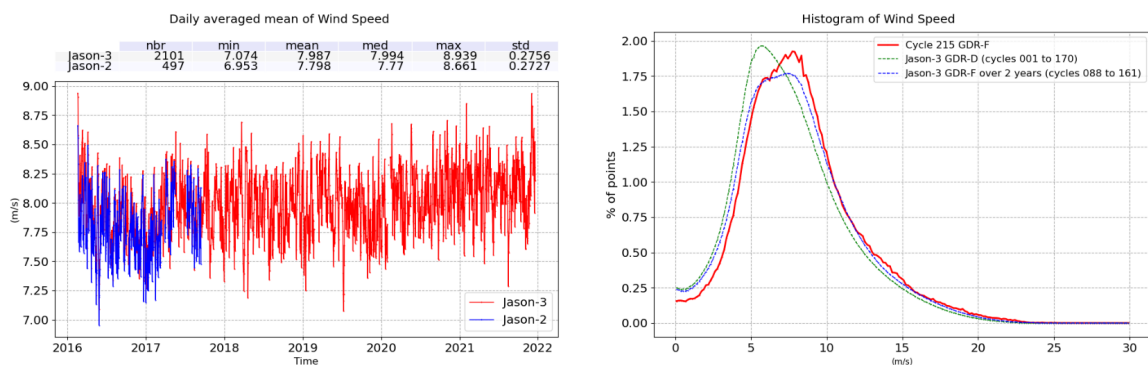 Daily averaged mean of Wind Speed
nbr min mean med max std
Jason-3 2101 7.074 7.987 7.994 8.939 0.2756
Jason-2 497 6.953 7.798 7.77 8.661 0.2727
9.00
8.75
8.50
8.25
8.00
7.75
7.50
7.25
7.00
(m/s)
Jason-3
Jason-2
2016 2017 2018 2019 2020 2021 2022
Time
Histogram of Wind Speed
Cycle 215 GDR-F
Jason-3 GDR-D (cycles 001 to 170)
Jason-3 GDR-F over 2 years (cycles 088 to 161)
2.00
1.75
1.50
1.25
1.00
0.75
0.50
0.25
0.00
% of points
0 5 10 15 20 25 30
(m/s)